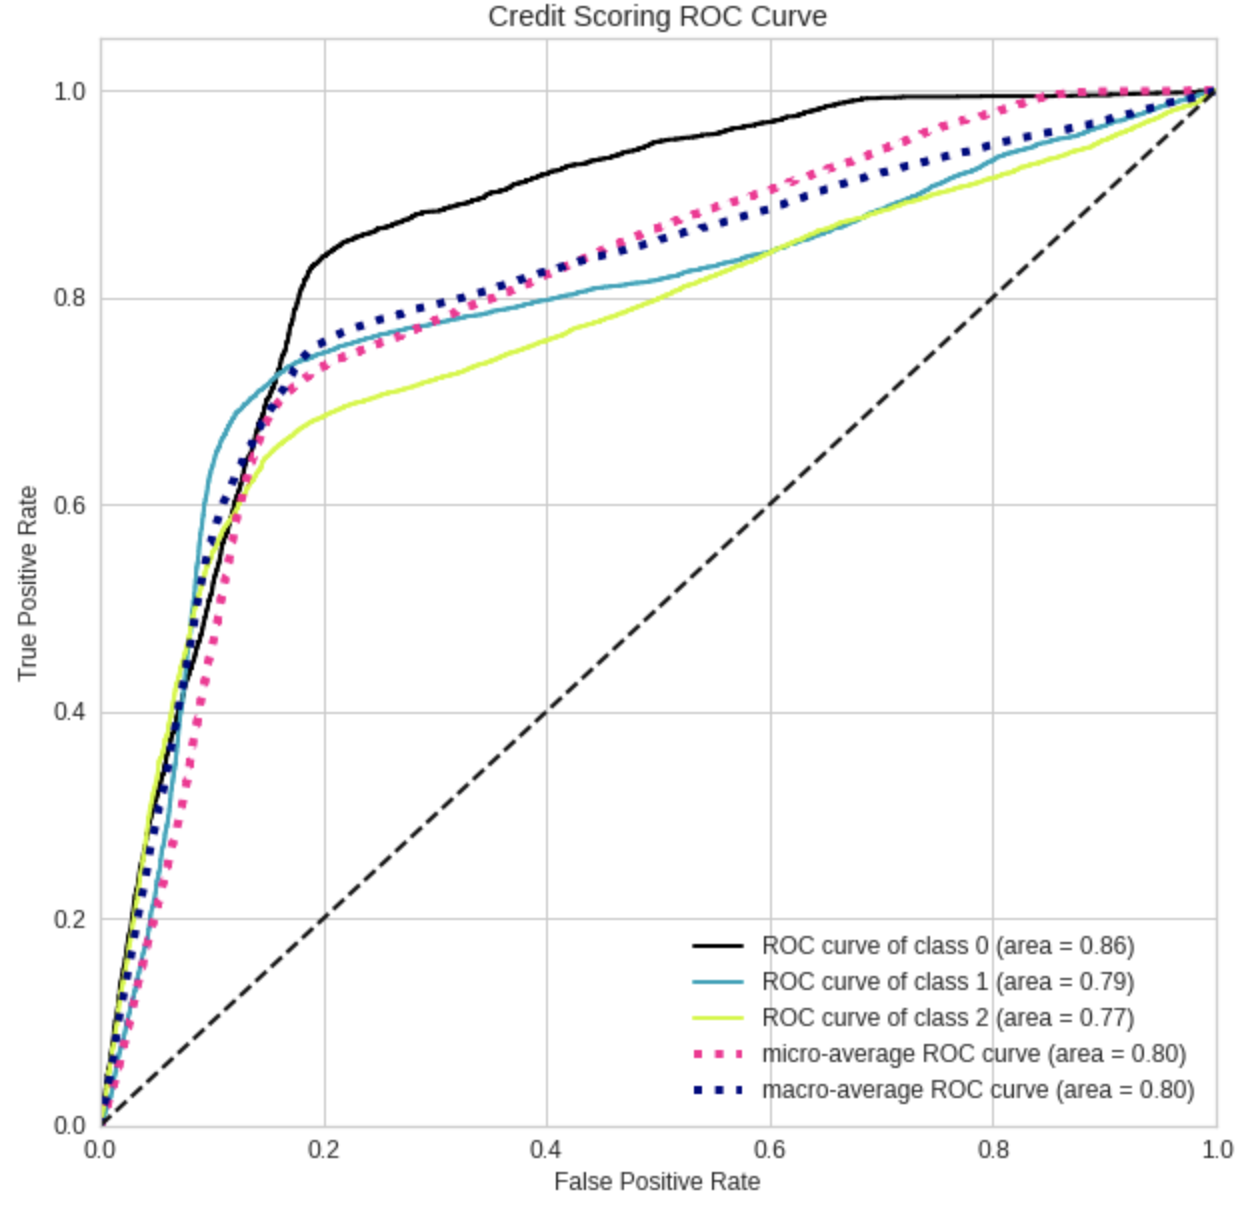 Credit Scoring ROC Curve
1.0
0.8
0.6
0.4
0.2
0.0
True Positive Rate
ROC curve of class 0 (area = 0.86)
ROC curve of class 1 (area = 0.79)
ROC curve of class 2 (area = 0.77)
micro-average ROC curve (area = 0.80)
macro-average ROC curve (area = 0.80)
0.0 0.2 0.4 0.6 0.8 1.0
False Positive Rate